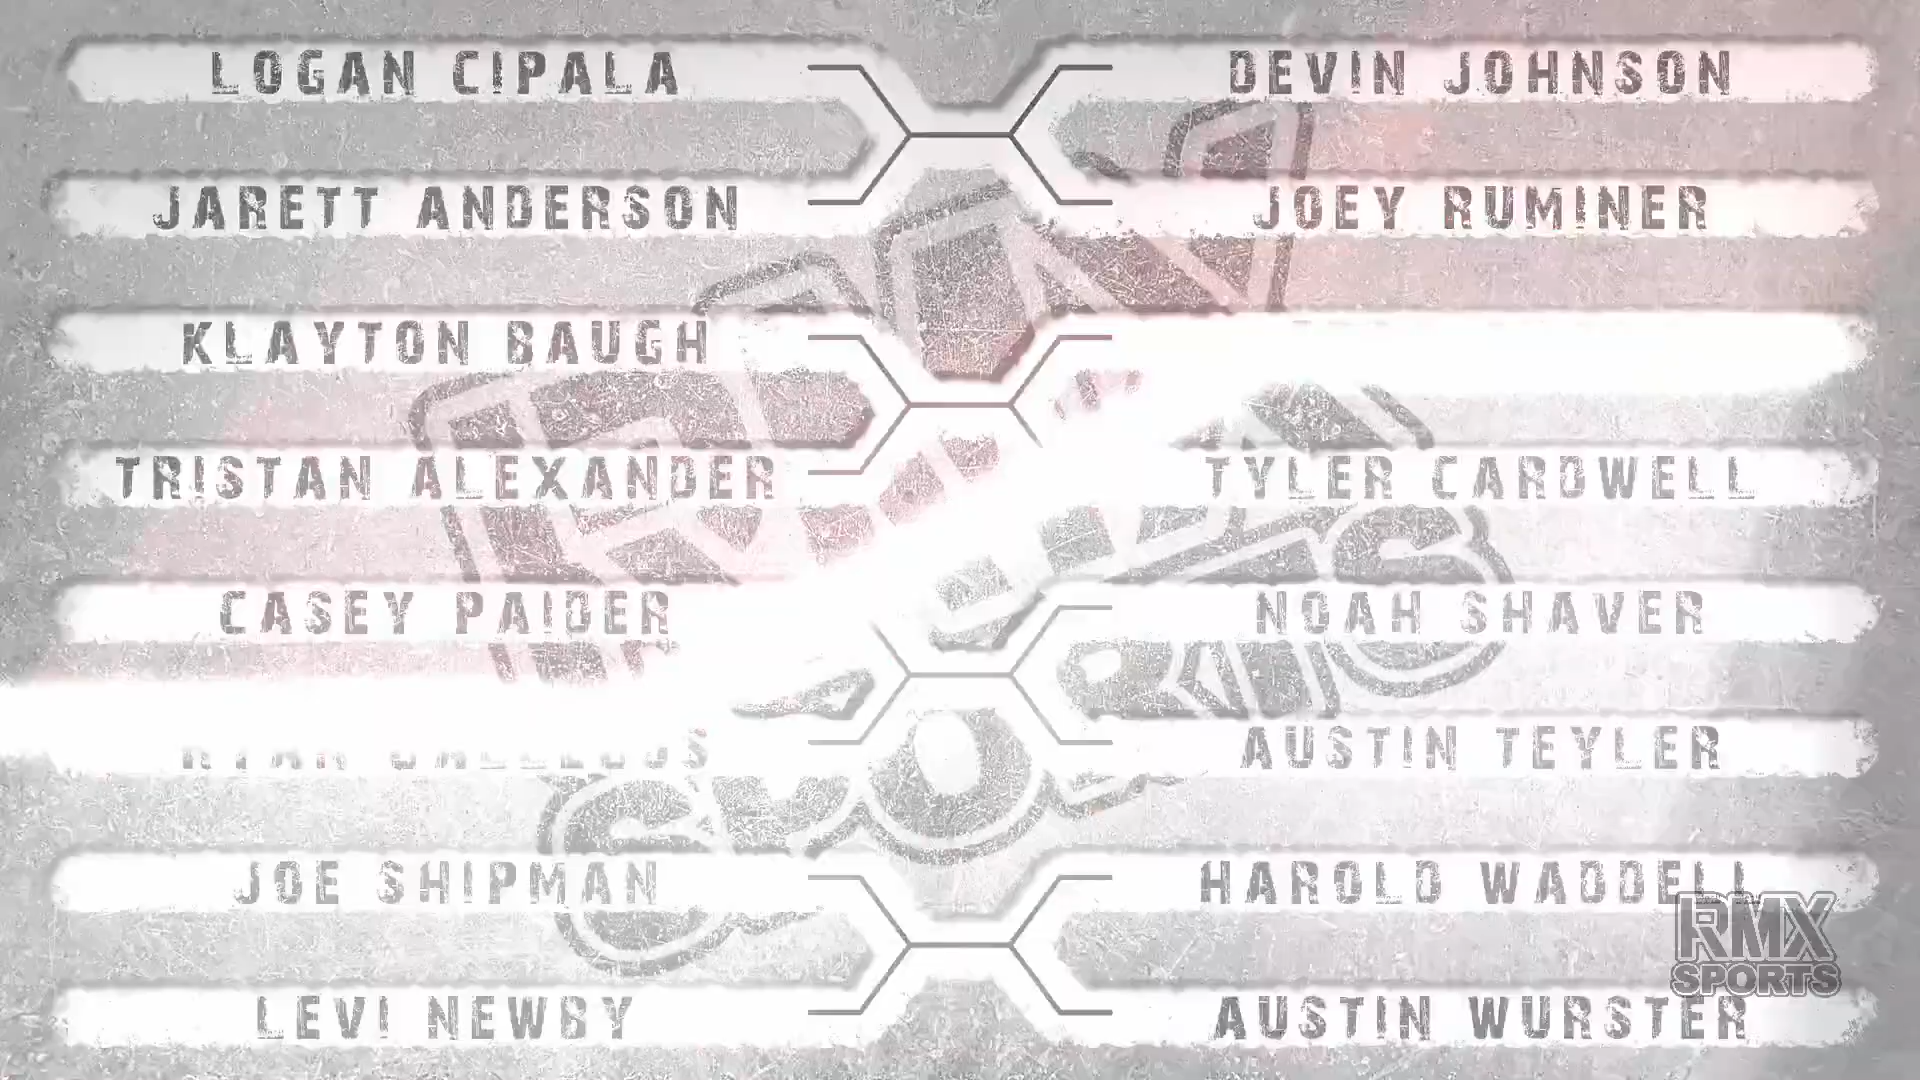 LOGAN CIPALA
DEVIN JOHNSON
JARETT ANDERSON
JOEY RUMINER
KLAYTON BAUGH
TRISTAN ALEXANDER
TYLER CARDWELL
CASEY PAIDER
NOAH SHAVER
AUSTIN TEYLER
JOE SHIPMAN
HAROLD WADDELL
LEVI NEWBY
AUSTIN WURSTER
RMX
SPORTS